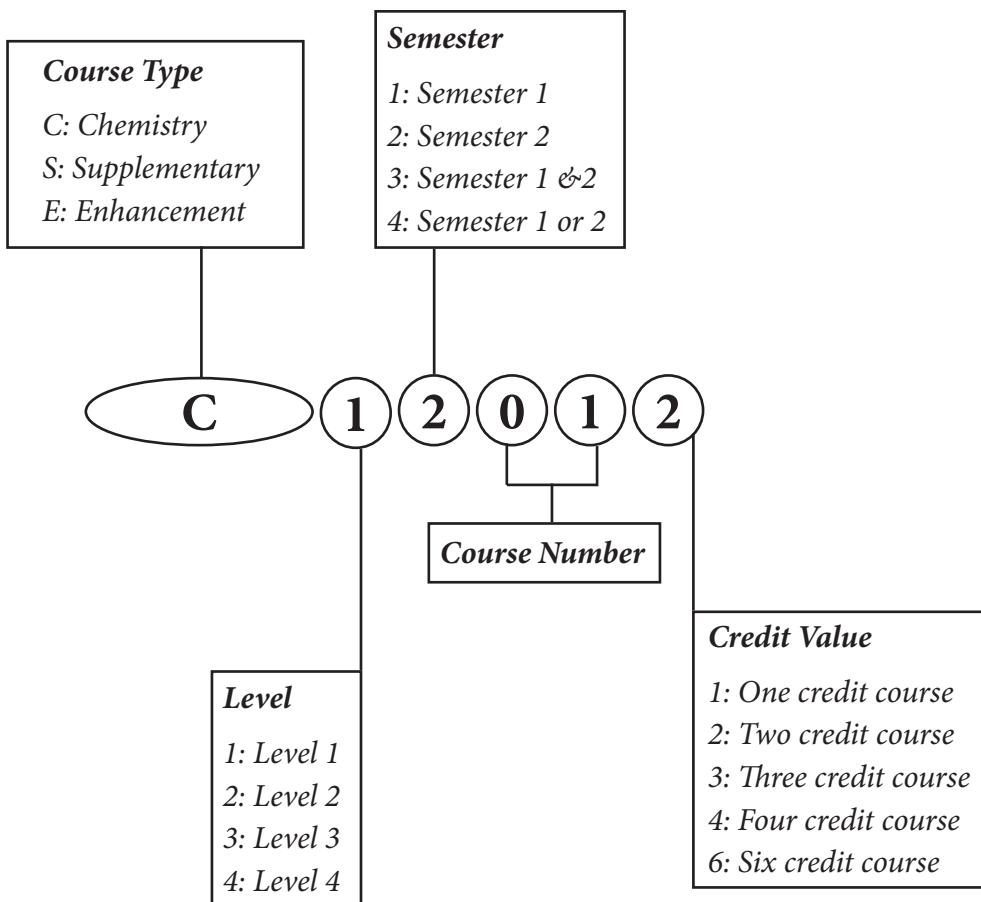 Course Type
C: Chemistry
S: Supplementary
E: Enhancement
Semester
1: Semester 1
2: Semester 2
3: Semester 1 &2
4: Semester 1 or 2
C 1 2 0 1 2
Course Number
Level
1: Level 1
2: Level 2
3: Level 3
4: Level 4
Credit Value
1: One credit course
2: Two credit course
3: Three credit course
4: Four credit course
6: Six credit course